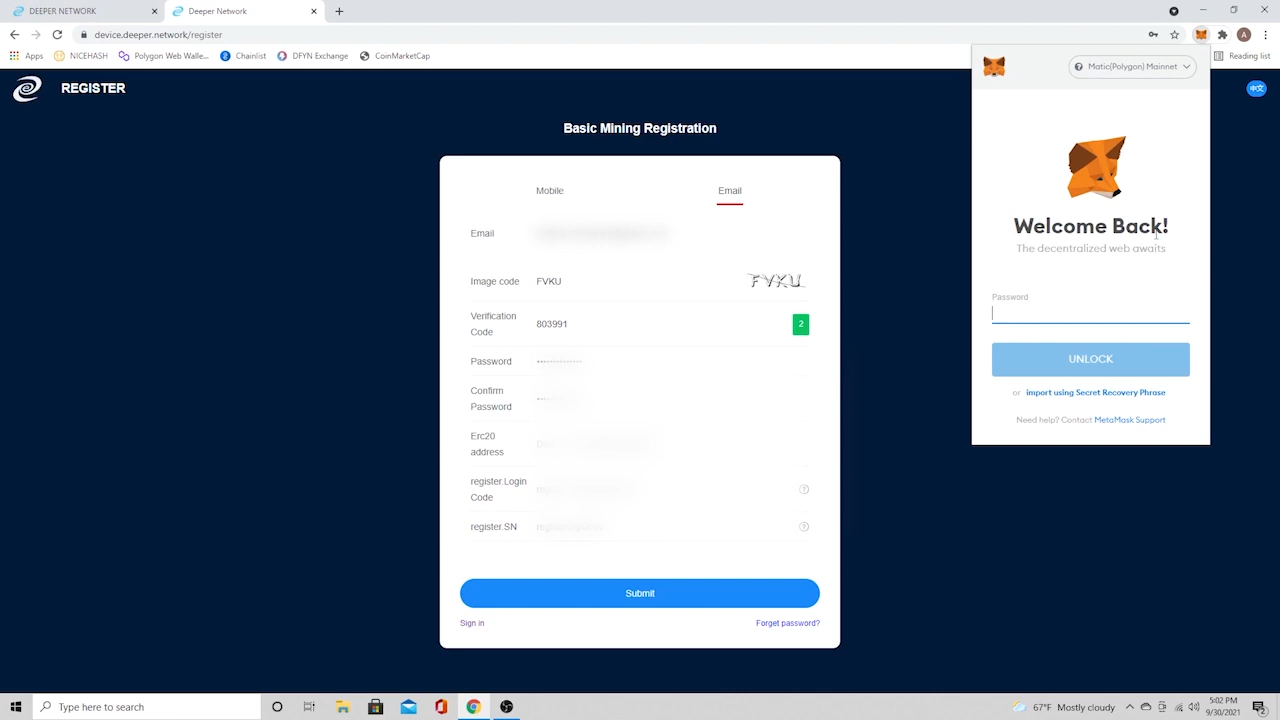 DEEPER NETWORK
Deeper Network
device.deeper.network/register
A
Apps
NICEHASH
Polygon Web Walle...
Chainlist
DFYN Exchange
CoinMarketCap
Reading list
REGISTER
中文
Basic Mining Registration
Mobile
Email
Email
Image code
FVKU
FVKU
Verification
Code
803991
2
Password
Confirm
Password
Erc20
address
register.Login
Code
register.SN
Submit
Sign in
Forget password?
Matic(Polygon) Mainnet
Welcome Back!
The decentralized web awaits
Password
UNLOCK
or import using Secret Recovery Phrase
Need help? Contact MetaMask Support
Type here to search
67°F Mostly cloudy
5:02 PM
9/30/2021
2